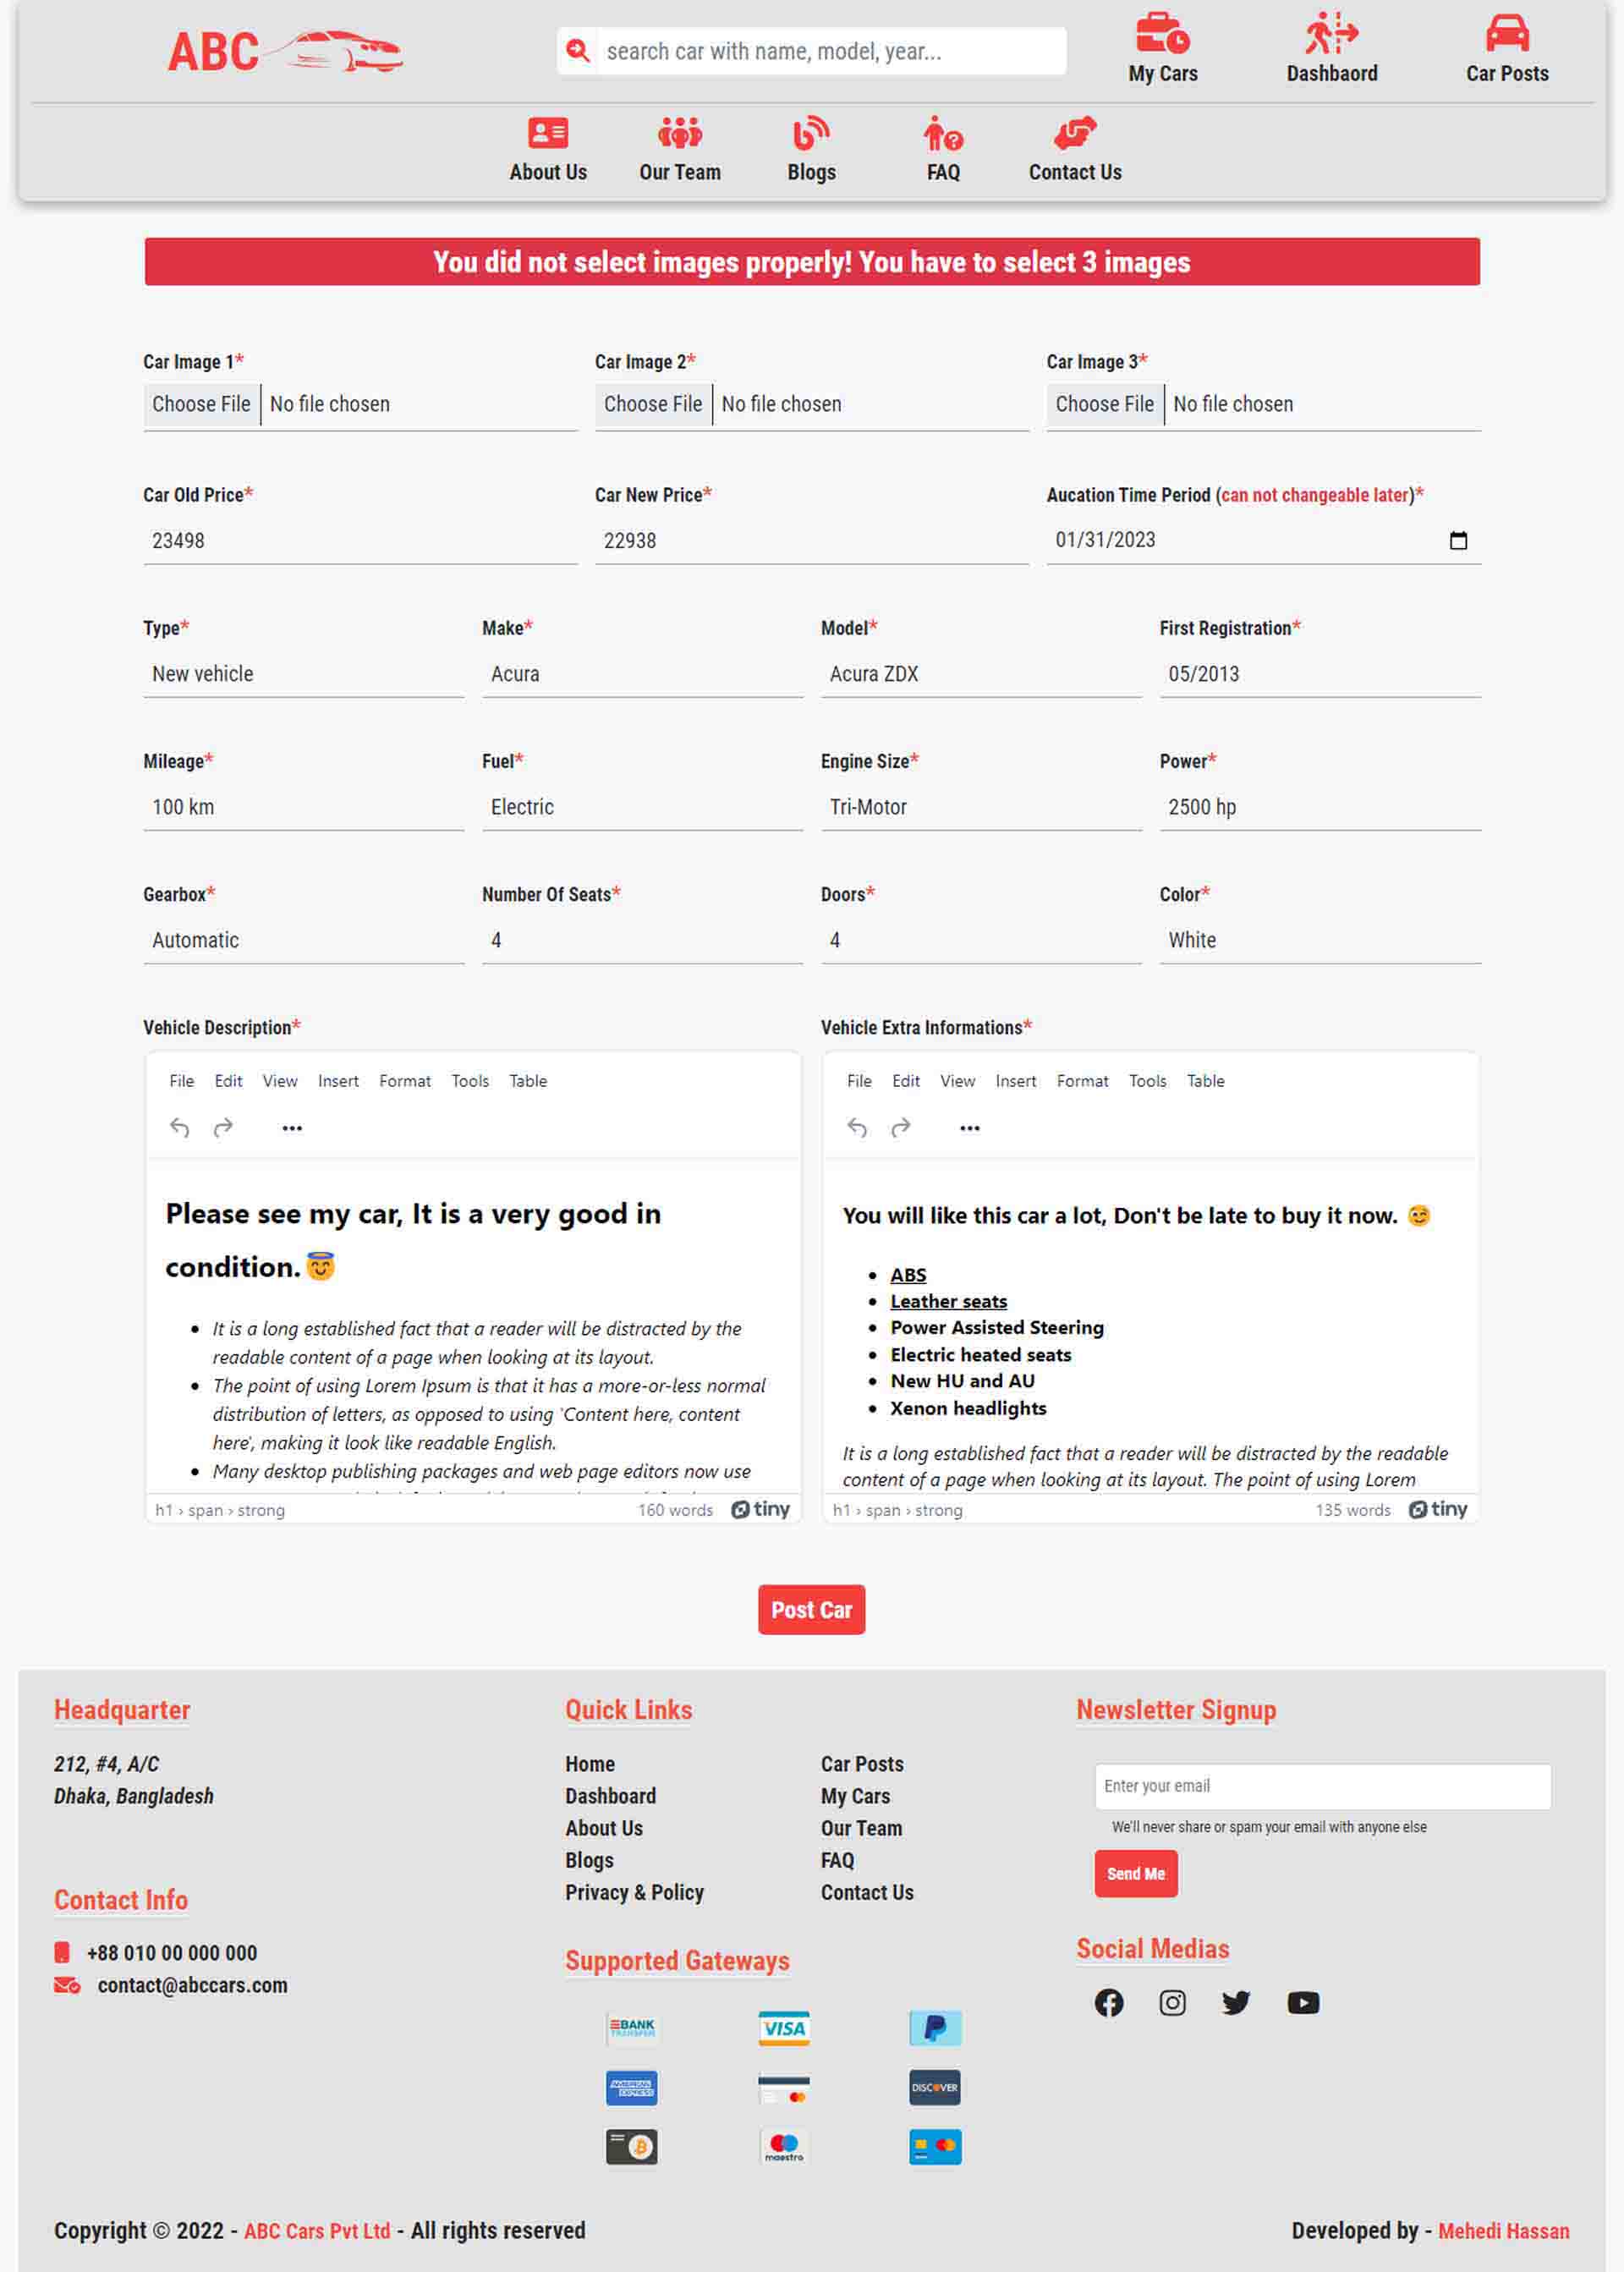 ABC
search car with name, model, year...
My Cars
Dashbaord
Car Posts
About Us
Our Team
Blogs
FAQ
Contact Us
You did not select images properly! You have to select 3 images
Car Image 1*
Car Image 2*
Car Image 3*
Choose File No file chosen
Choose File No file chosen
Choose File No file chosen
Car Old Price*
Car New Price*
Aucation Time Period (can not changeable later)*
23498
22938
01/31/2023
Type*
Make*
Model*
First Registration*
New vehicle
Acura
Acura ZDX
05/2013
Mileage*
Fuel*
Engine Size*
Power*
100 km
Electric
Tri-Motor
2500 hp
Gearbox*
Number Of Seats*
Doors*
Color*
Automatic
4
4
White
Vehicle Description*
File Edit View Insert Format Tools Table
Please see my car, It is a very good in
condition. 😇
• It is a long established fact that a reader will be distracted by the
readable content of a page when looking at its layout.
• The point of using Lorem Ipsum is that it has a more-or-less normal
distribution of letters, as opposed to using 'Content here, content
here', making it look like readable English.
• Many desktop publishing packages and web page editors now use
h1 › span › strong
160 words
tiny
Vehicle Extra Informations*
File Edit View Insert Format Tools Table
You will like this car a lot, Don't be late to buy it now. 😉
• ABS
• Leather seats
• Power Assisted Steering
• Electric heated seats
• New HU and AU
• Xenon headlights
It is a long established fact that a reader will be distracted by the readable
content of a page when looking at its layout. The point of using Lorem
h1 › span › strong
135 words
tiny
Post Car
Headquarter
212, #4, A/C
Dhaka, Bangladesh
Contact Info
+88 010 00 000 000
contact@abccars.com
Quick Links
Home
Dashboard
About Us
Blogs
Privacy & Policy
Car Posts
My Cars
Our Team
FAQ
Contact Us
Supported Gateways
BANK
TRANSFER
VISA
AMERICAN
EXPRESS
DISCOVER
maestro
Newsletter Signup
Enter your email
We'll never share or spam your email with anyone else
Send Me
Social Medias
Copyright © 2022 - ABC Cars Pvt Ltd - All rights reserved
Developed by - Mehedi Hassan